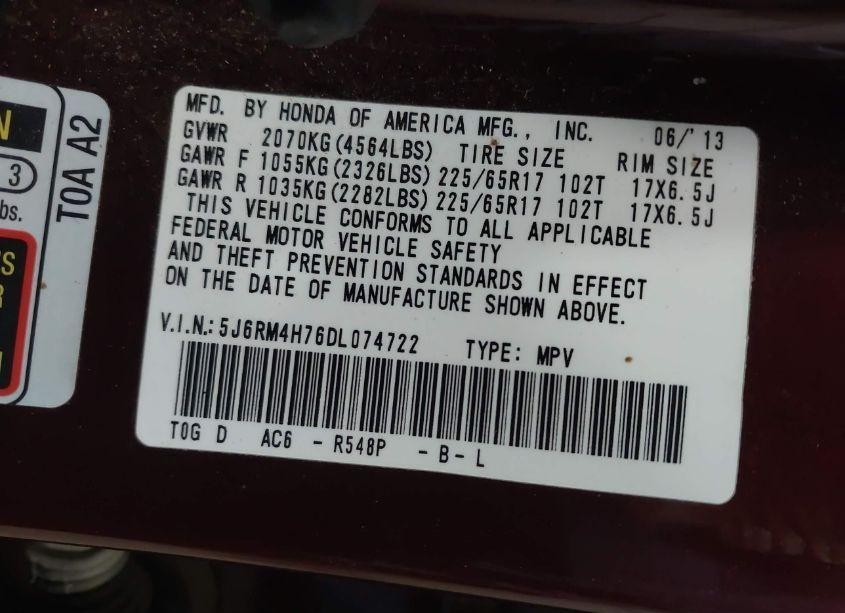 N
3
bs.
S
R
TOA A2
MFD. BY HONDA OF AMERICA MFG., INC. 06/'13
GVWR 2070KG(4564LBS) TIRE SIZE RIM SIZE
GAWR F 1055KG(2326LBS) 225/65R17 102T 17X6.5J
GAWR R 1035KG(2282LBS) 225/65R17 102T 17X6.5J
THIS VEHICLE CONFORMS TO ALL APPLICABLE
FEDERAL MOTOR VEHICLE SAFETY
AND THEFT PREVENTION STANDARDS IN EFFECT
ON THE DATE OF MANUFACTURE SHOWN ABOVE.
V.I.N.:5J6RM4H76DL074722 TYPE: MPV
T0G D AC6 - R548P - B - L